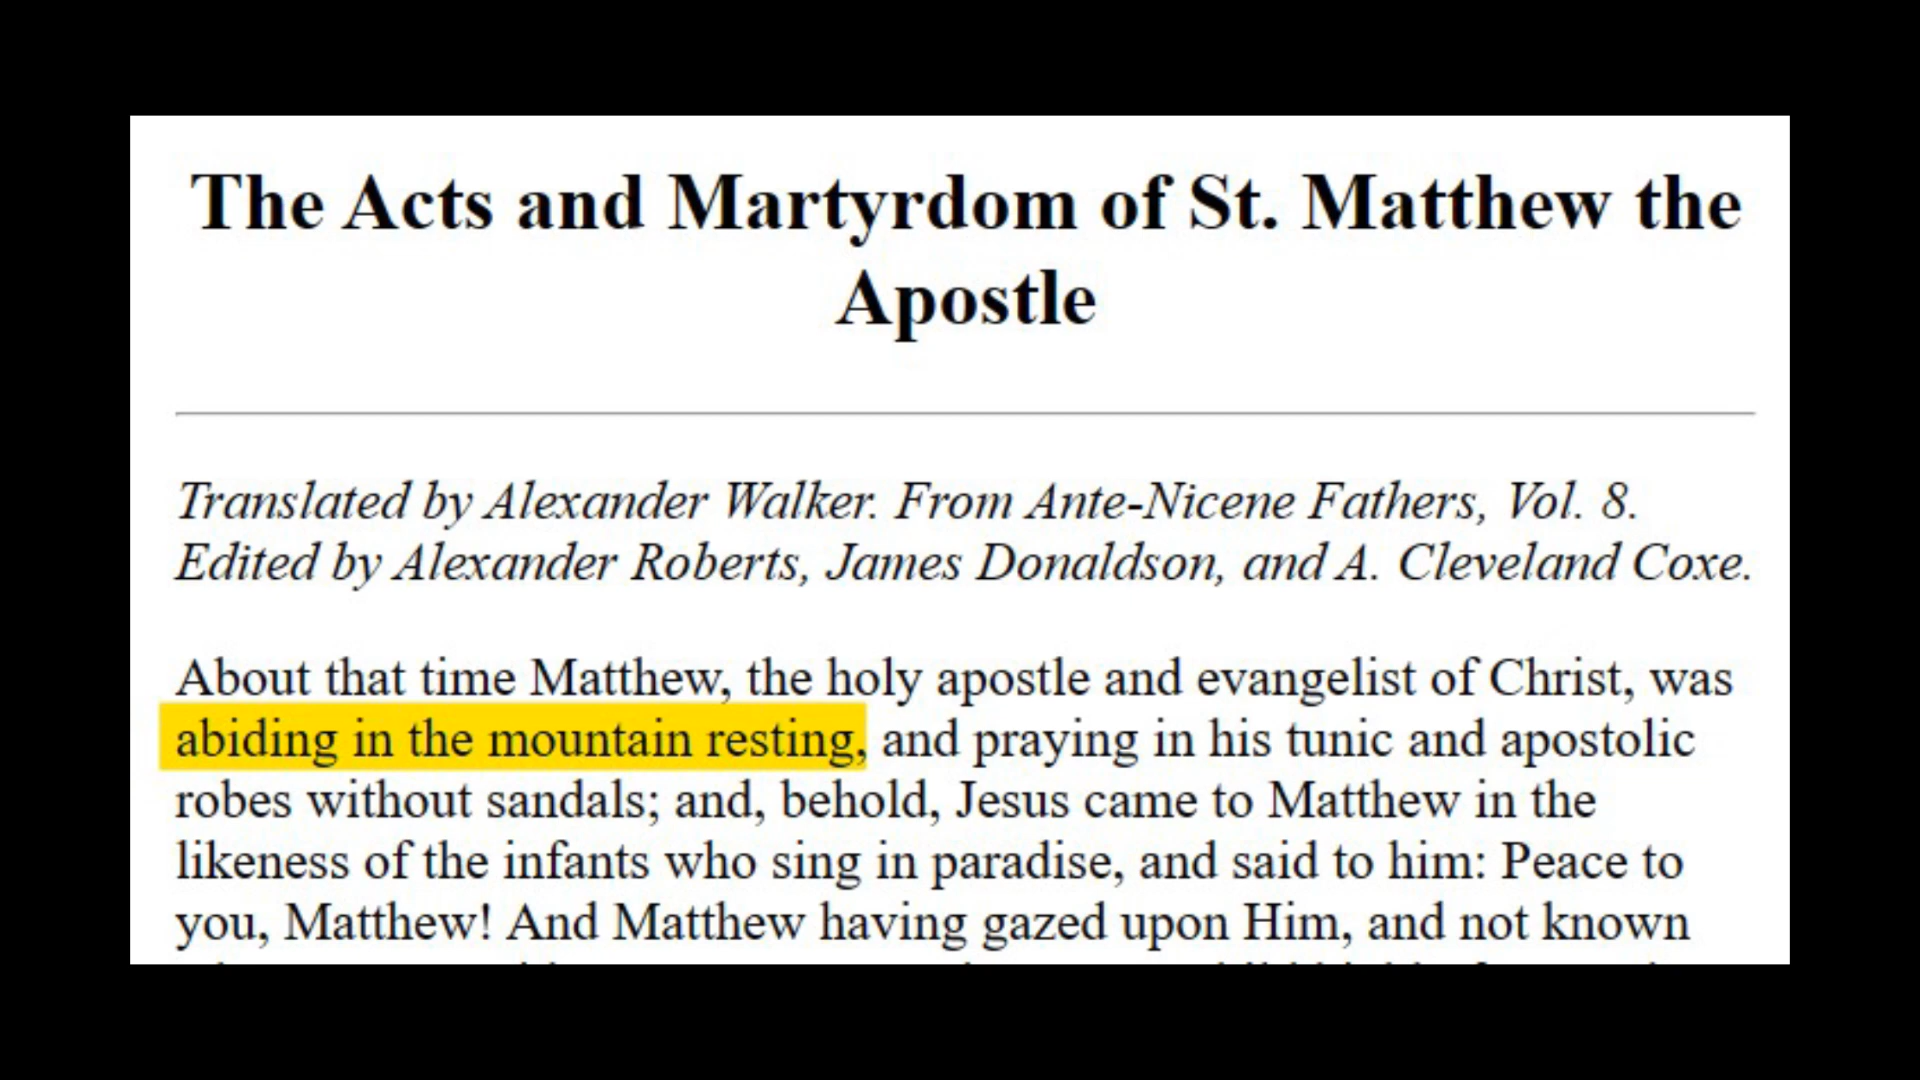 The Acts and Martyrdom of St. Matthew the
Apostle
Translated by Alexander Walker. From Ante-Nicene Fathers, Vol. 8.
Edited by Alexander Roberts, James Donaldson, and A. Cleveland Coxe.
About that time Matthew, the holy apostle and evangelist of Christ, was
abiding in the mountain resting, and praying in his tunic and apostolic
robes without sandals; and, behold, Jesus came to Matthew in the
likeness of the infants who sing in paradise, and said to him: Peace to
you, Matthew! And Matthew having gazed upon Him, and not known